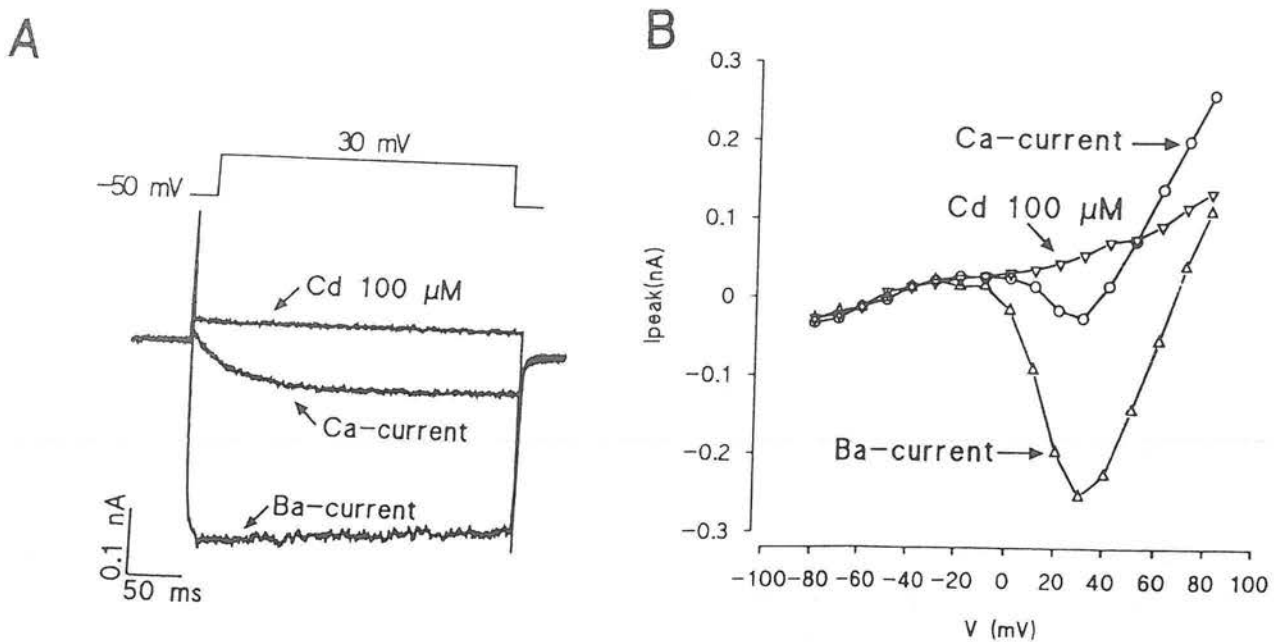 A
30 mV
-50 mV
Cd 100 µM
Ca-current
Ba-current
0.1 nA
50 ms
B
0.3
0.2
0.1
0
-0.1
-0.2
-0.3
Ipeak(nA)
Ca-current
Cd 100 µM
Ba-current
-100 -80 -60 -40 -20 0 20 40 60 80 100
V (mV)